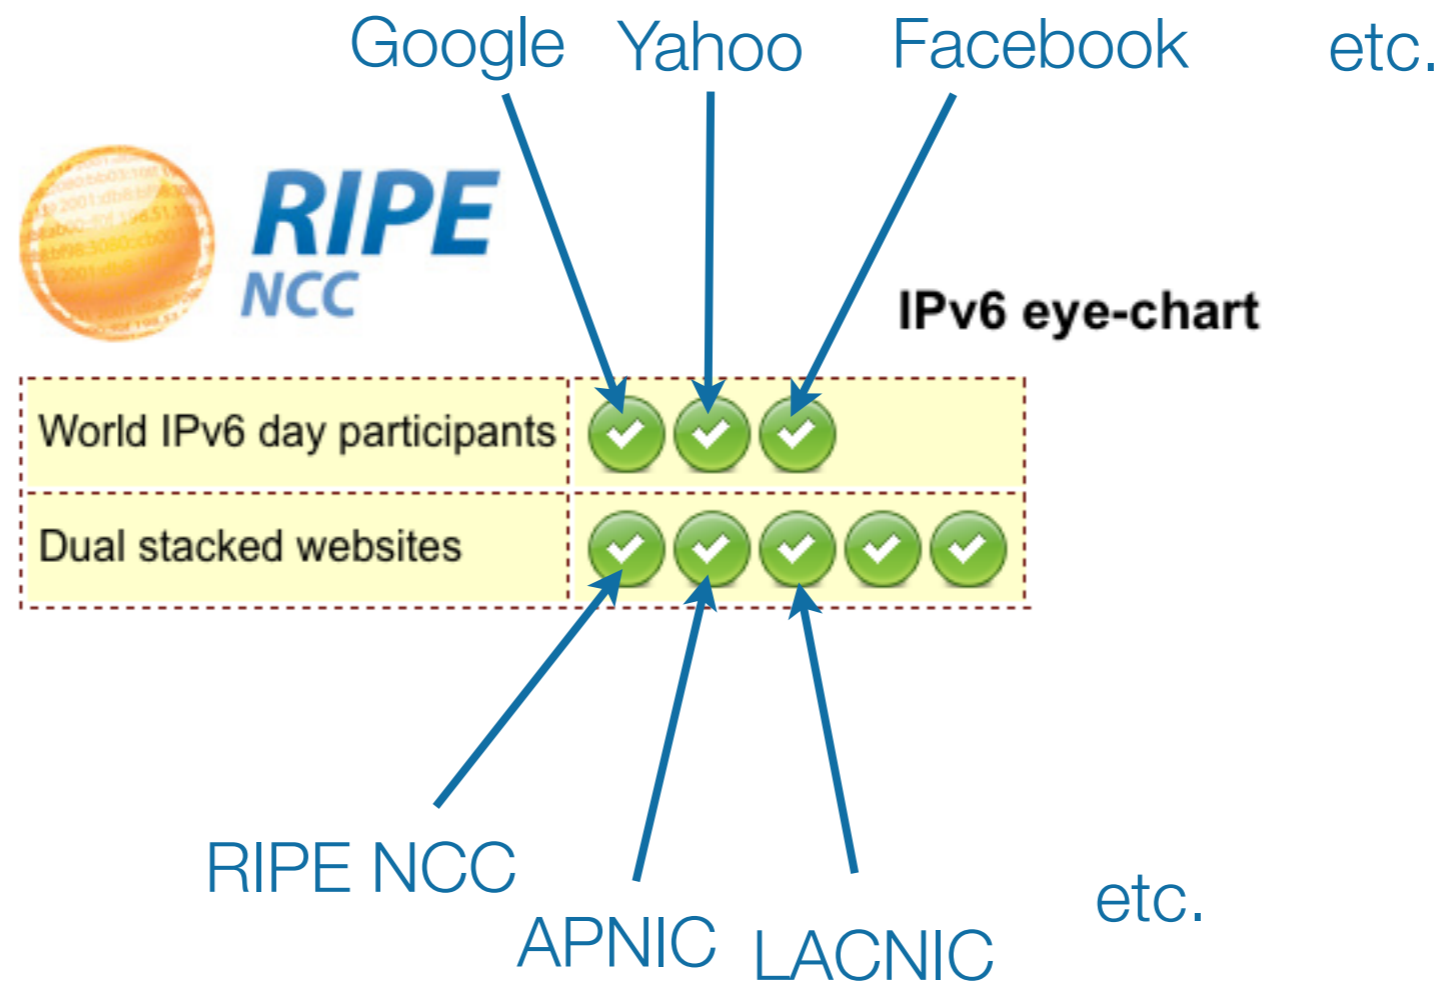 Google Yahoo Facebook etc.
RIPE
NCC
IPv6 eye-chart
World IPv6 day participants
Dual stacked websites
RIPE NCC
APNIC LACNIC etc.